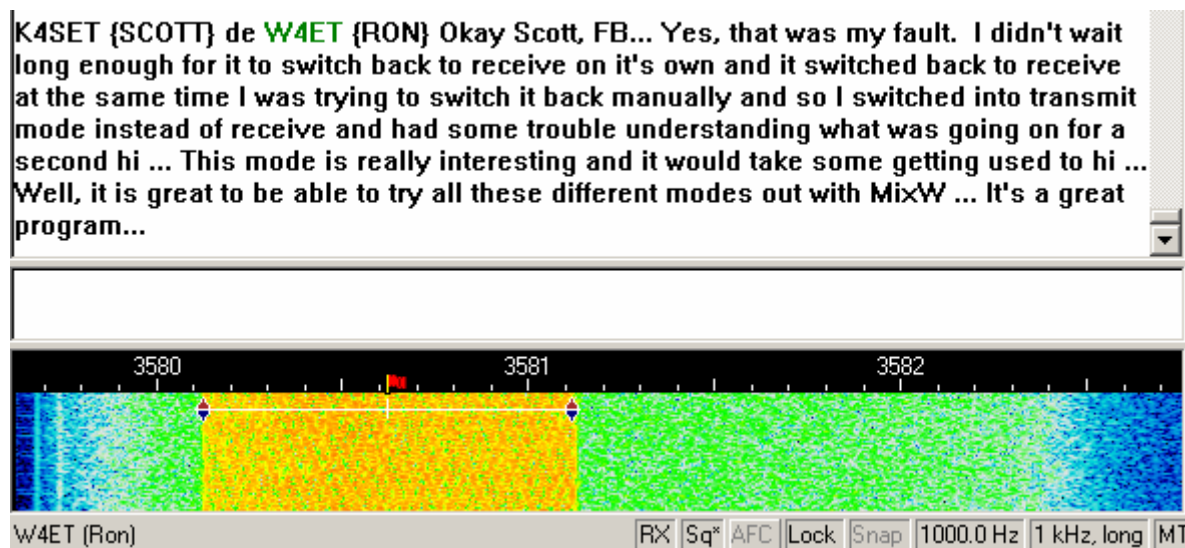 K4SET {SCOTT} de W4ET {RON} Okay Scott, FB... Yes, that was my fault.  I didn't wait
long enough for it to switch back to receive on it's own and it switched back to receive
at the same time I was trying to switch it back manually and so I switched into transmit
mode instead of receive and had some trouble understanding what was going on for a
second hi ... This mode is really interesting and it would take some getting used to hi ...
Well, it is great to be able to try all these different modes out with MixW ... It's a great
program...
3580 3581 3582
W4ET (Ron) RX Sq* AFC Lock Snap 1000.0 Hz 1 kHz, long MT